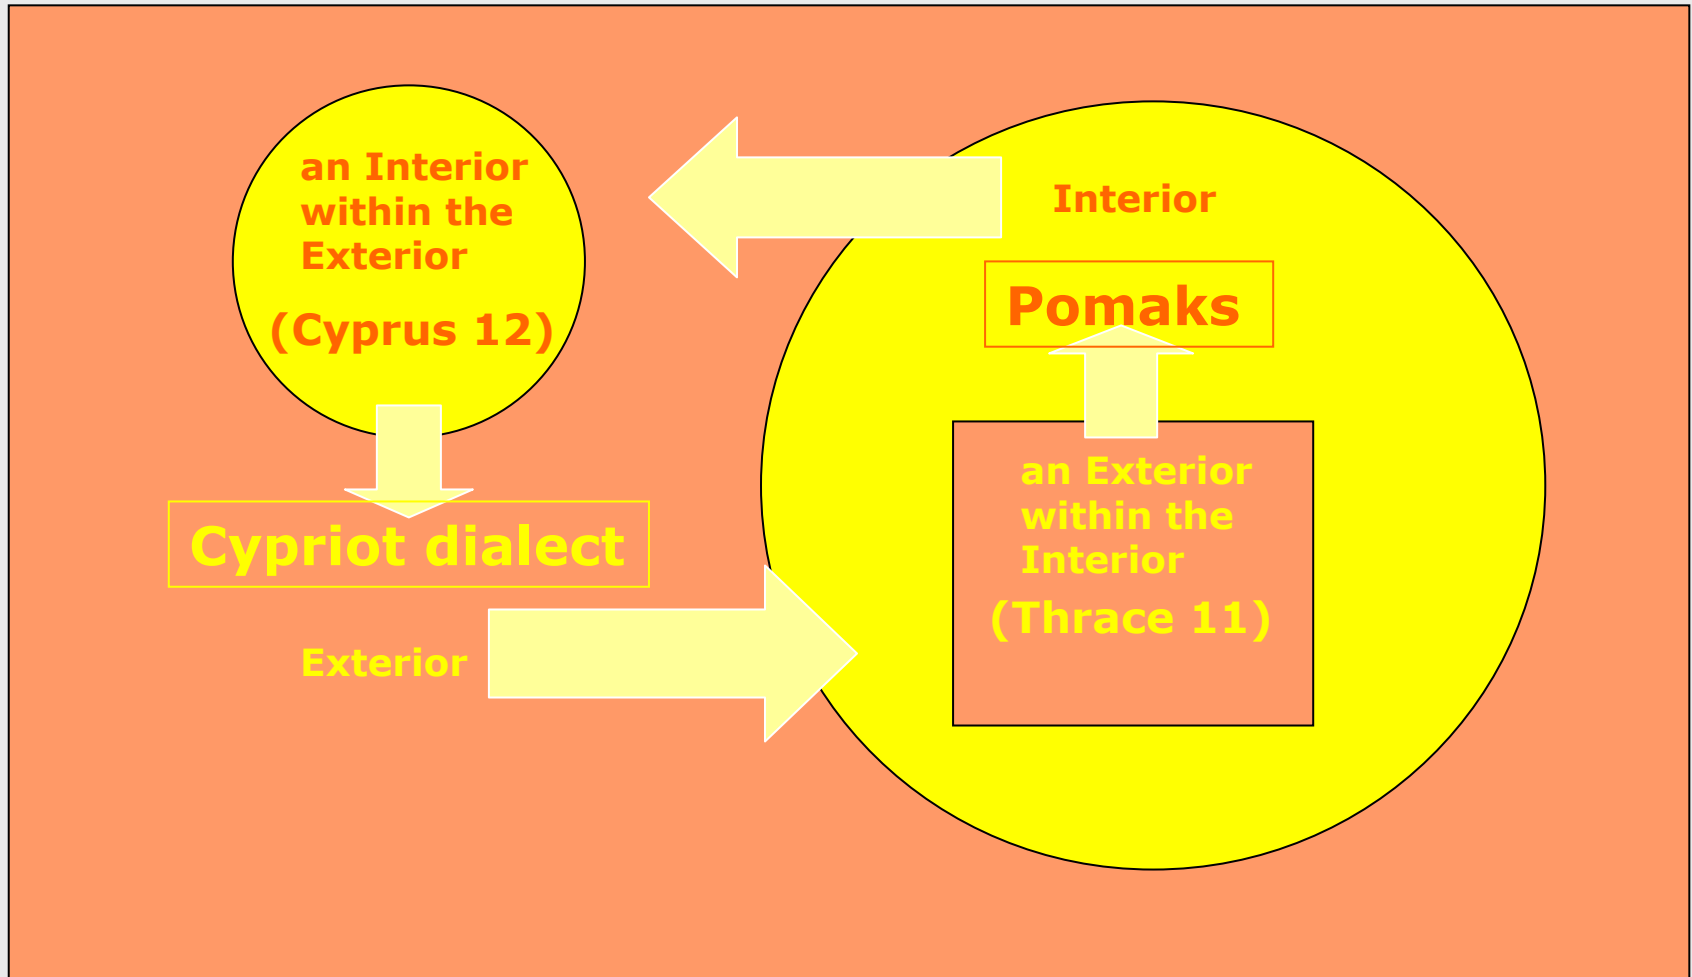 an Interior
within the
Exterior
(Cyprus 12)
Cypriot dialect
Exterior
Interior
Pomaks
an Exterior
within the
Interior
(Thrace 11)